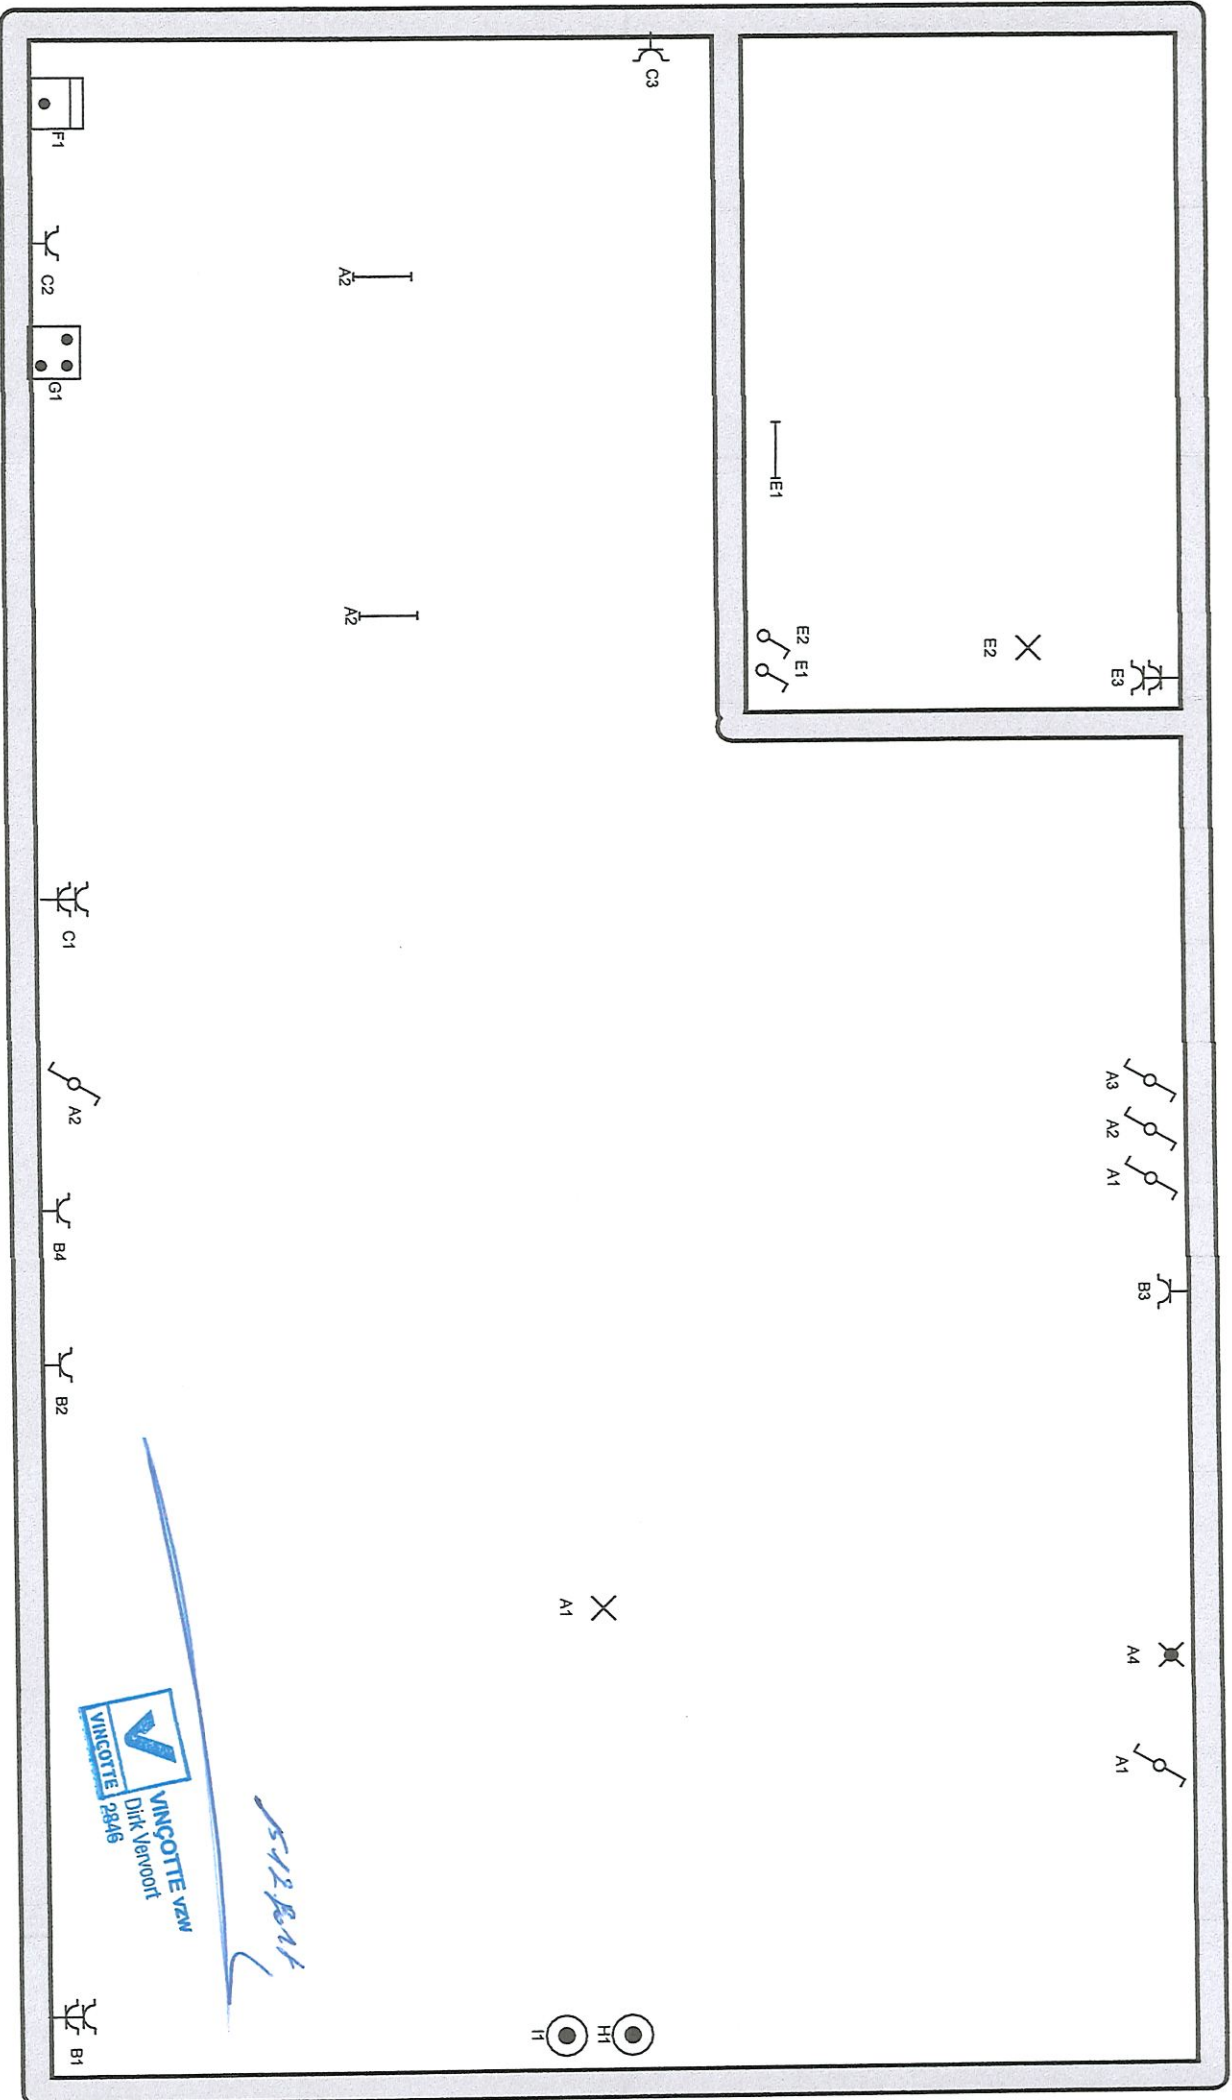 E3
E2
E1
E2
E1
C3
A2
A2
F1
C2
G1
C1
A2
B4
B2
B1
A3
A2
A1
B3
A4
A1
A1
H1
I1
VINÇOTTE
VINÇOTTE vzw
Dirk Vervoort
2846